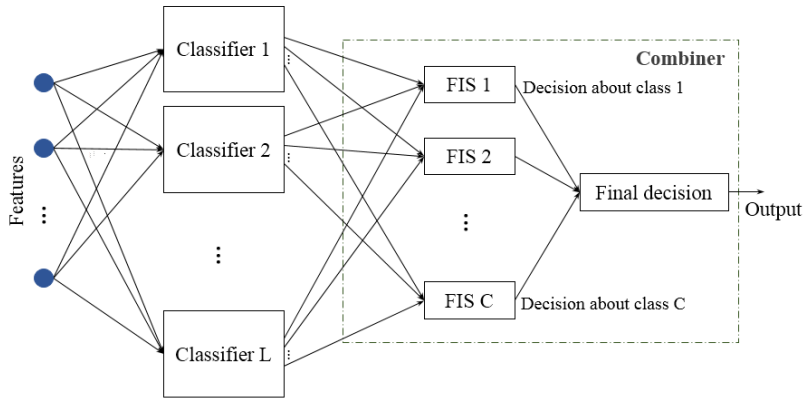 Features
Classifier 1
Classifier 2
Classifier L
Combiner
FIS 1
Decision about class 1
FIS 2
FIS C
Decision about class C
Final decision
Output